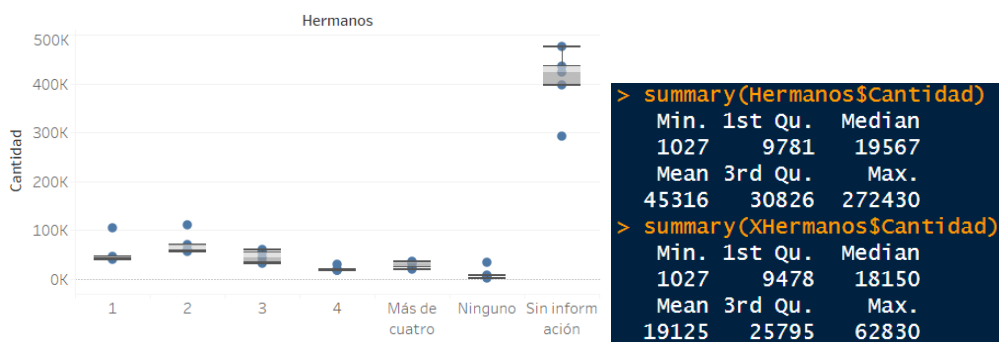 Hermanos
500K
400K
300K
200K
100K
0K
Cantidad
1 2 3 4 Más de Ninguno Sin inform
cuatro ación
> summary(Hermanos$Cantidad)
Min. 1st Qu. Median
1027 9781 19567
Mean 3rd Qu. Max.
45316 30826 272430
> summary(XHermanos$Cantidad)
Min. 1st Qu. Median
1027 9478 18150
Mean 3rd Qu. Max.
19125 25795 62830